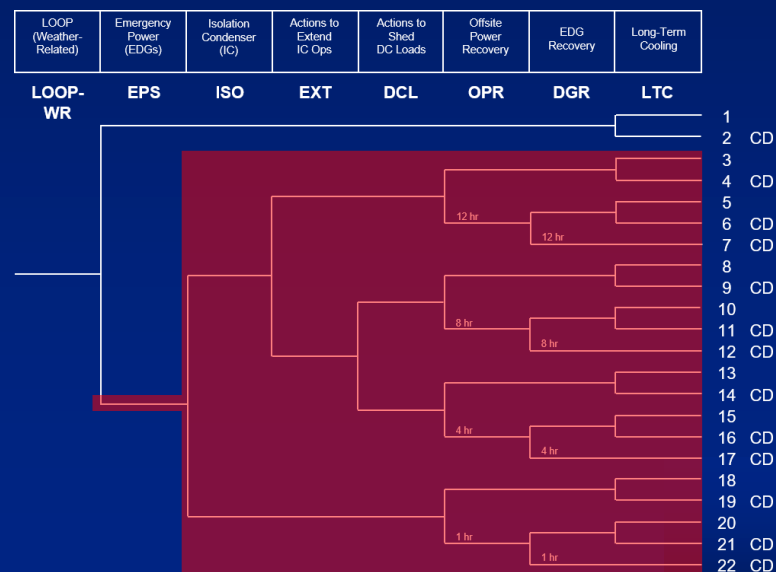 LOOP
(Weather-
Related)
Emergency
Power
(EDGs)
Isolation
Condenser
(IC)
Actions to
Extend
IC Ops
Actions to
Shed
DC Loads
Offsite
Power
Recovery
EDG
Recovery
Long-Term
Cooling
LOOP-
WR
EPS
ISO
EXT
DCL
OPR
DGR
LTC
1
2 CD
3
4 CD
5
12 hr
6 CD
12 hr
7 CD
8
9 CD
10
8 hr
11 CD
8 hr
12 CD
13
14 CD
15
4 hr
16 CD
4 hr
17 CD
18
19 CD
20
1 hr
21 CD
1 hr
22 CD